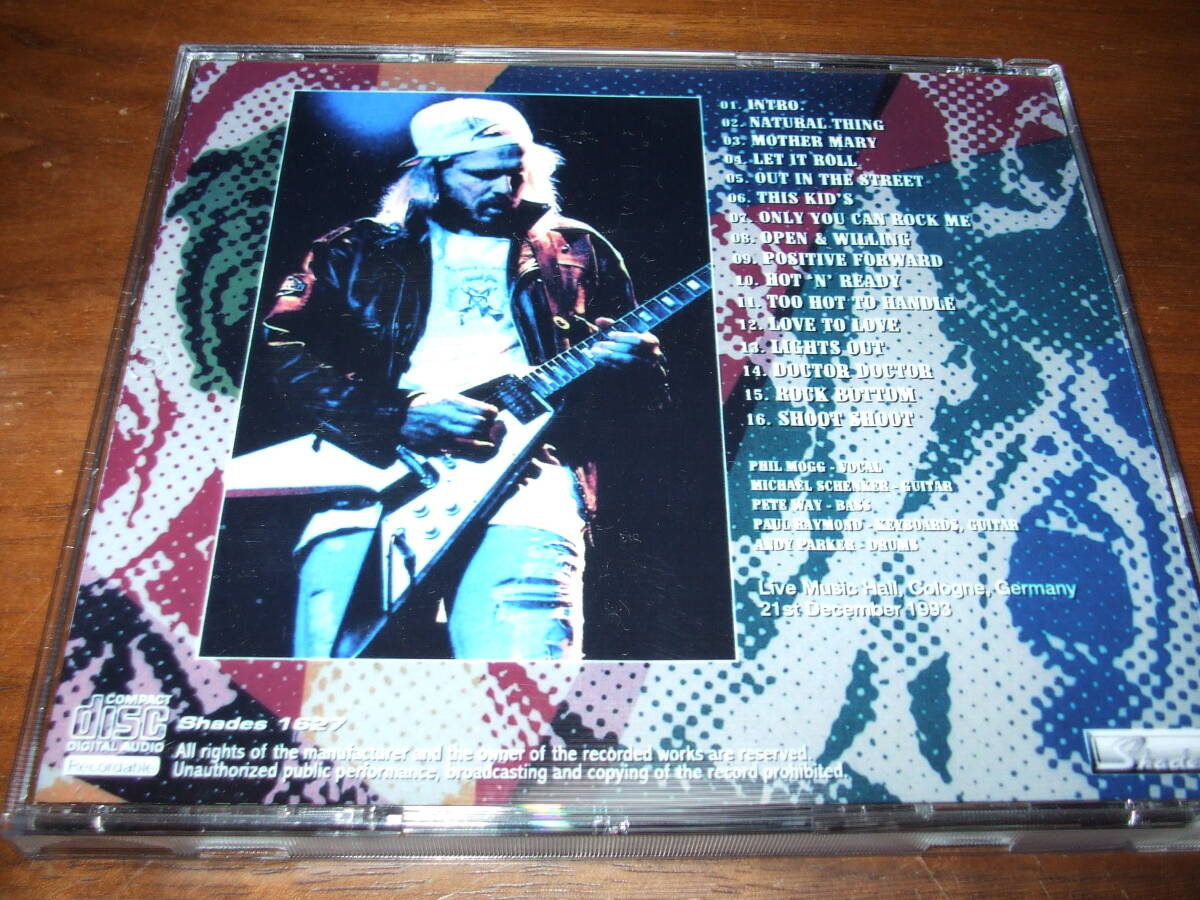 01. INTRO
02. NATURAL THING
03. MOTHER MARY
04. LET IT ROLL
05. OUT IN THE STREET
06. THIS KID'S
07. ONLY YOU CAN ROCK ME
08. OPEN & WILLING
09. POSITIVE FORWARD
10. HOT 'N' READY
11. TOO HOT TO HANDLE
12. LOVE TO LOVE
13. LIGHTS OUT
14. DOCTOR DOCTOR
15. ROCK BOTTOM
16. SHOOT SHOOT
PHIL MOGG - VOCAL
MICHAEL SCHENKER - GUITAR
PETE WAY - BASS
PAUL RAYMOND - KEYBOARDS, GUITAR
ANDY PARKER - DRUMS
Live Music Hall, Cologne, Germany
21st December 1993
COMPACT
disc
DIGITAL AUDIO
Recordable
Shades 1627
All rights of the manufacturer and the owner of the recorded works are reserved.
Unauthorized public performance, broadcasting and copying of the record prohibited.
Shades